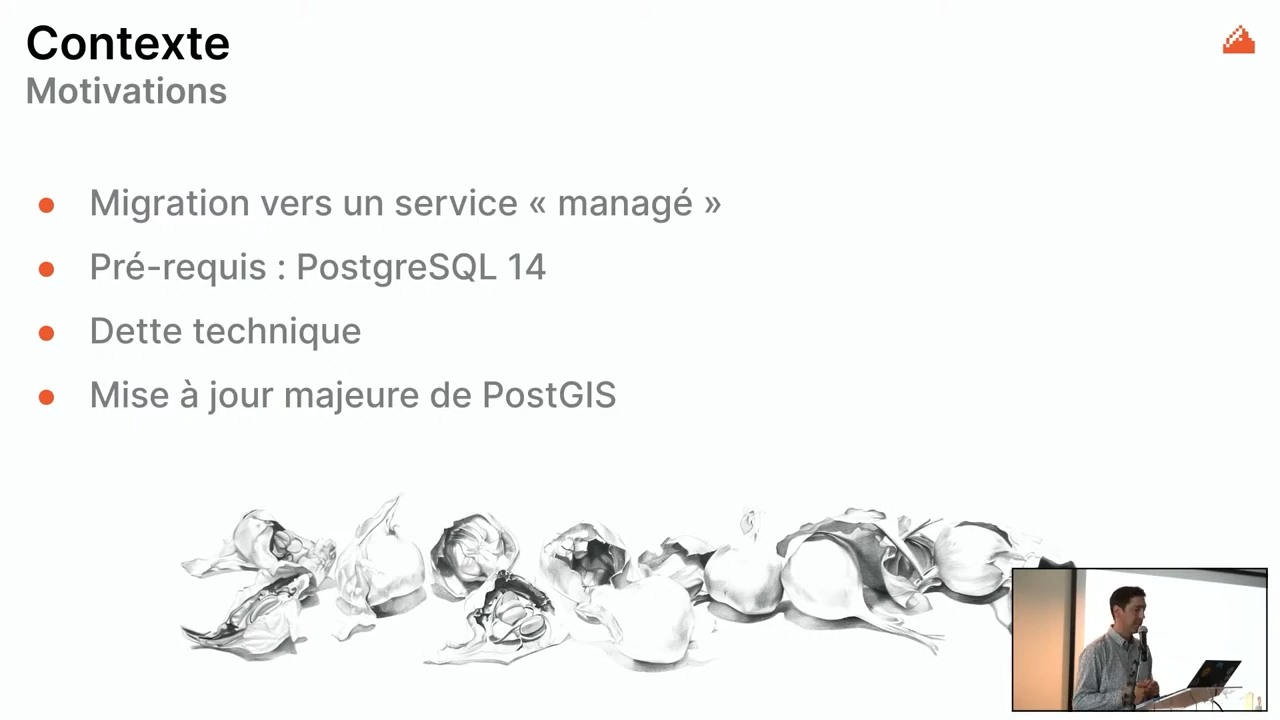 Contexte
Motivations
● Migration vers un service « managé »
● Pré-requis : PostgreSQL 14
● Dette technique
● Mise à jour majeure de PostGIS